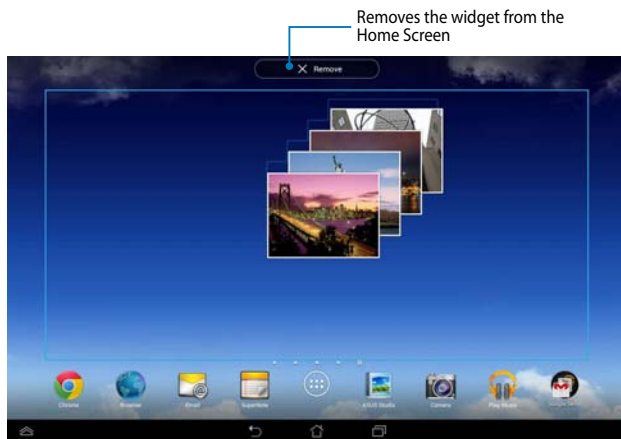 Removes the widget from the
Home Screen
Remove
Chrome
Browser
Email
SuperNote
ASUS Studio
Camera
Play Music